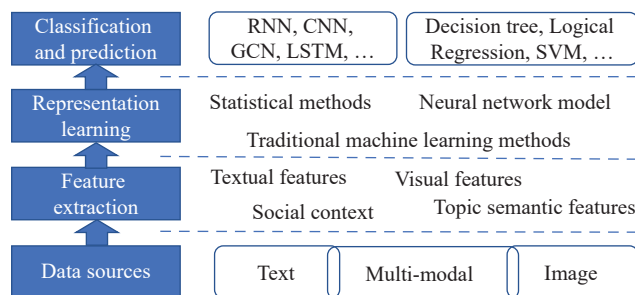 Classification
and prediction
RNN, CNN,
GCN, LSTM, …
Decision tree, Logical
Regression, SVM, …
Representation
learning
Statistical methods
Neural network model
Traditional machine learning methods
Feature
extraction
Textual features
Visual features
Social context
Topic semantic features
Data sources
Text
Multi-modal
Image